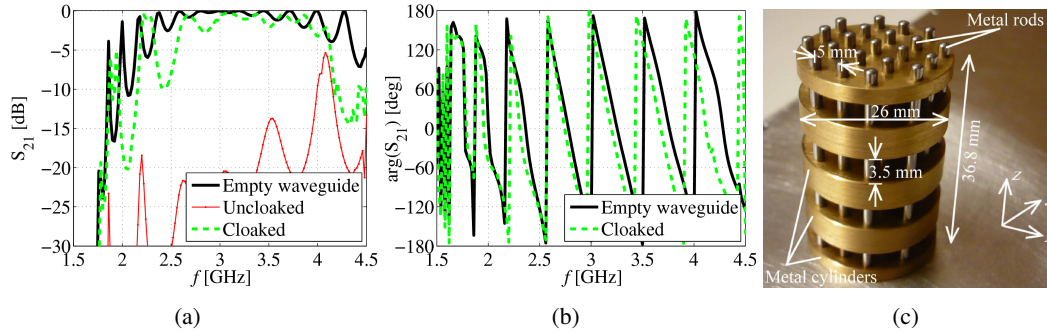 0
−5
−10
−15
−20
−25
−30
S21 [dB]
Empty waveguide
Uncloaked
Cloaked
1.5 2 2.5 3 3.5 4 4.5
f [GHz]
(a)
180
120
60
0
−60
−120
−180
arg(S21) [deg]
Empty waveguide
Cloaked
1.5 2 2.5 3 3.5 4 4.5
f [GHz]
(b)
Metal rods
5 mm
26 mm
36.8 mm
3.5 mm
z
Metal cylinders
(c)